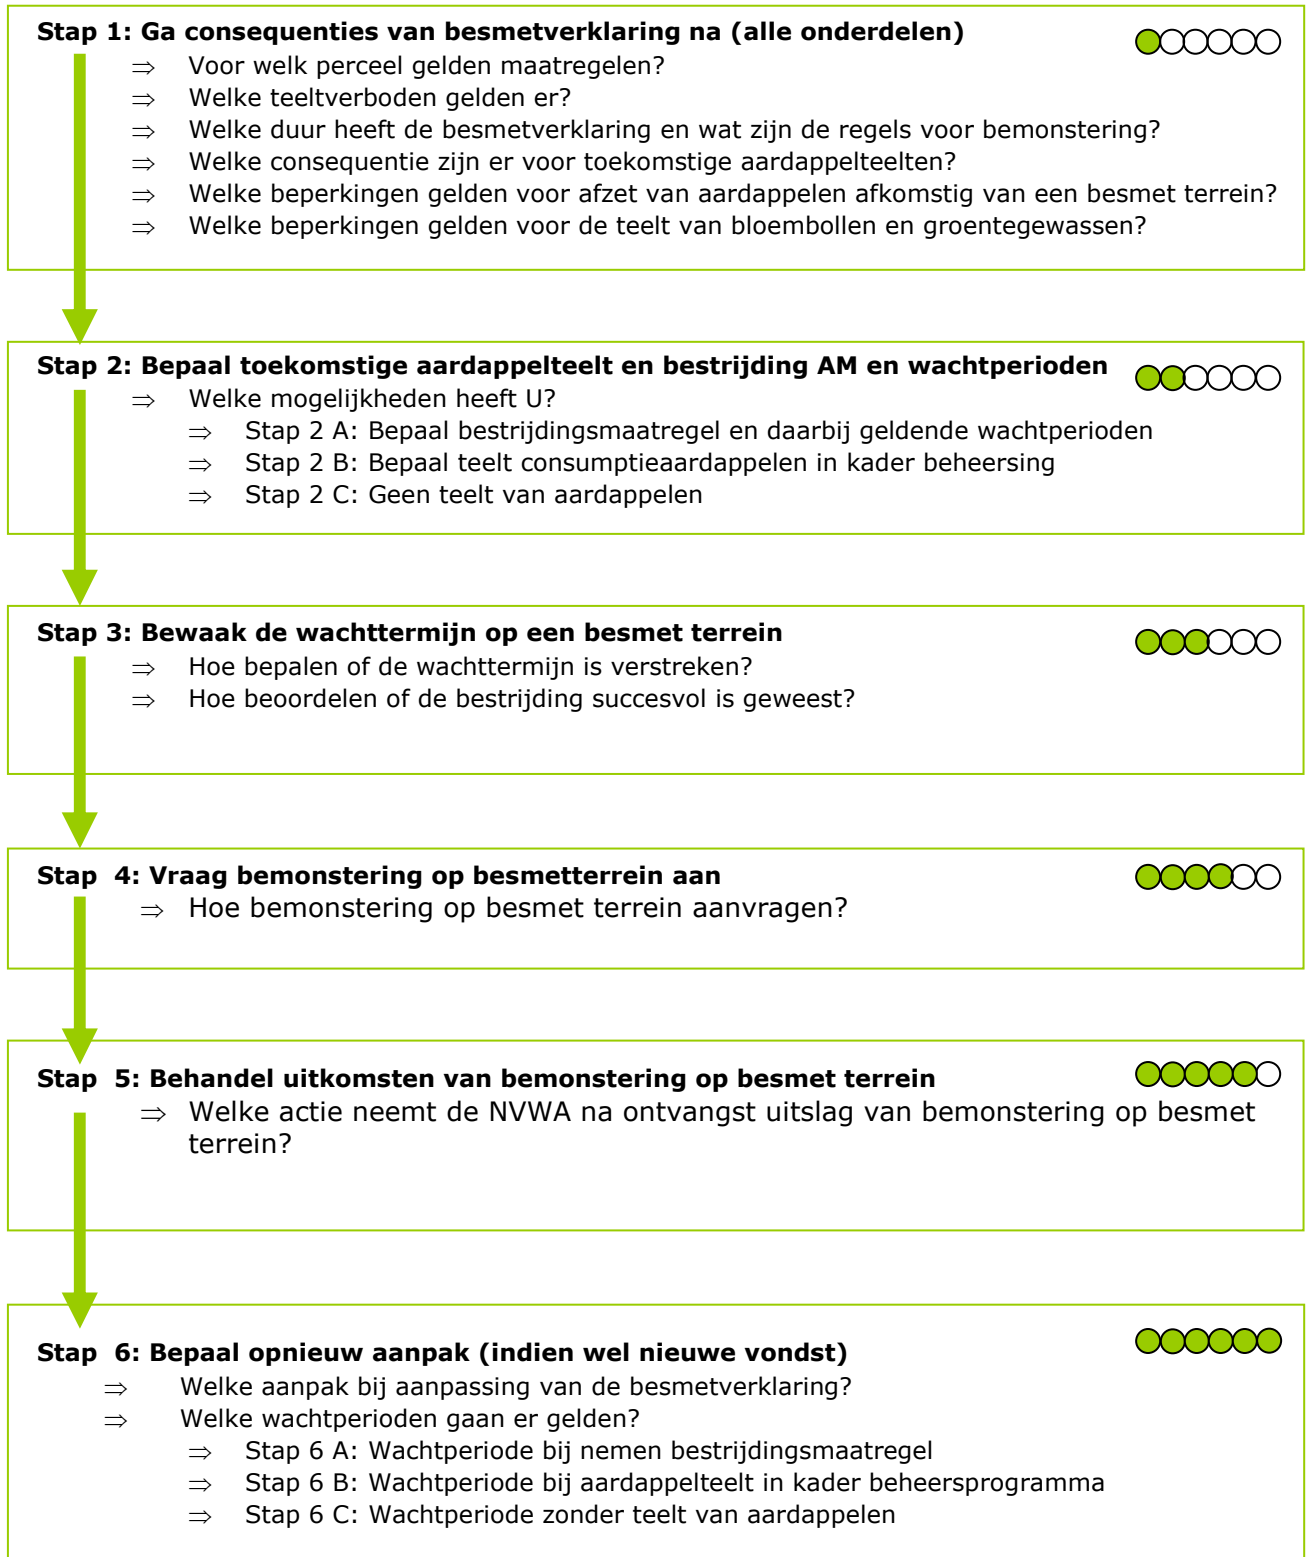 Stap 1: Ga consequenties van besmetverklaring na (alle onderdelen)
⇒ Voor welk perceel gelden maatregelen?
⇒ Welke teeltverboden gelden er?
⇒ Welke duur heeft de besmetverklaring en wat zijn de regels voor bemonstering?
⇒ Welke consequentie zijn er voor toekomstige aardappelteelten?
⇒ Welke beperkingen gelden voor afzet van aardappelen afkomstig van een besmet terrein?
⇒ Welke beperkingen gelden voor de teelt van bloembollen en groentegewassen?
Stap 2: Bepaal toekomstige aardappelteelt en bestrijding AM en wachtperioden
⇒ Welke mogelijkheden heeft U?
⇒ Stap 2 A: Bepaal bestrijdingsmaatregel en daarbij geldende wachtperioden
⇒ Stap 2 B: Bepaal teelt consumptieaardappelen in kader beheersing
⇒ Stap 2 C: Geen teelt van aardappelen
Stap 3: Bewaak de wachttermijn op een besmet terrein
⇒ Hoe bepalen of de wachttermijn is verstreken?
⇒ Hoe beoordelen of de bestrijding succesvol is geweest?
Stap 4: Vraag bemonstering op besmetterrein aan
⇒ Hoe bemonstering op besmet terrein aanvragen?
Stap 5: Behandel uitkomsten van bemonstering op besmet terrein
⇒ Welke actie neemt de NVWA na ontvangst uitslag van bemonstering op besmet
terrein?
Stap 6: Bepaal opnieuw aanpak (indien wel nieuwe vondst)
⇒ Welke aanpak bij aanpassing van de besmetverklaring?
⇒ Welke wachtperioden gaan er gelden?
⇒ Stap 6 A: Wachtperiode bij nemen bestrijdingsmaatregel
⇒ Stap 6 B: Wachtperiode bij aardappelteelt in kader beheersprogramma
⇒ Stap 6 C: Wachtperiode zonder teelt van aardappelen